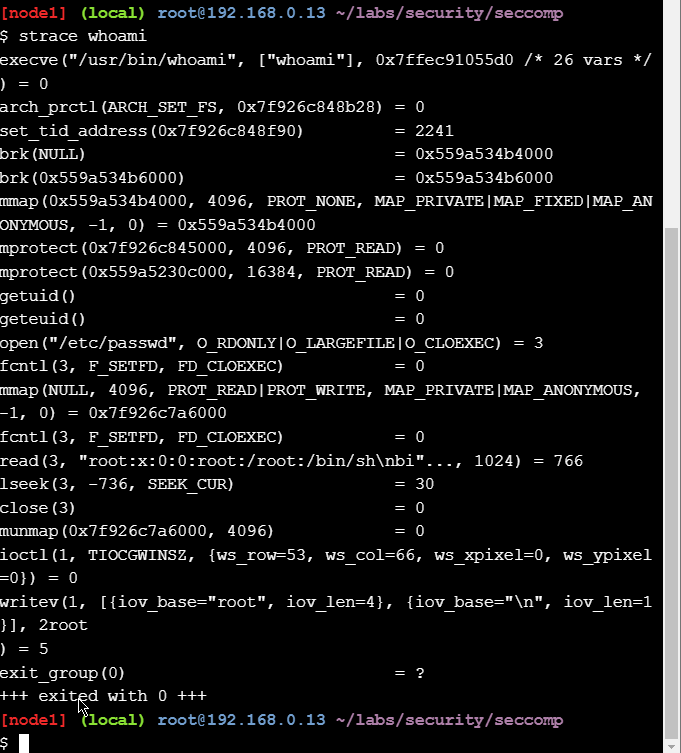 [node1] (local) root@192.168.0.13 ~/labs/security/seccomp
$ strace whoami
execve("/usr/bin/whoami", ["whoami"], 0x7ffec91055d0 /* 26 vars */
) = 0
arch_prctl(ARCH_SET_FS, 0x7f926c848b28) = 0
set_tid_address(0x7f926c848f90)         = 2241
brk(NULL)                               = 0x559a534b4000
brk(0x559a534b6000)                     = 0x559a534b6000
mmap(0x559a534b4000, 4096, PROT_NONE, MAP_PRIVATE|MAP_FIXED|MAP_AN
ONYMOUS, -1, 0) = 0x559a534b4000
mprotect(0x7f926c845000, 4096, PROT_READ) = 0
mprotect(0x559a5230c000, 16384, PROT_READ) = 0
getuid()                                = 0
geteuid()                               = 0
open("/etc/passwd", O_RDONLY|O_LARGEFILE|O_CLOEXEC) = 3
fcntl(3, F_SETFD, FD_CLOEXEC)           = 0
mmap(NULL, 4096, PROT_READ|PROT_WRITE, MAP_PRIVATE|MAP_ANONYMOUS,
-1, 0) = 0x7f926c7a6000
fcntl(3, F_SETFD, FD_CLOEXEC)           = 0
read(3, "root:x:0:0:root:/root:/bin/sh\nbi"..., 1024) = 766
lseek(3, -736, SEEK_CUR)                = 30
close(3)                                = 0
munmap(0x7f926c7a6000, 4096)            = 0
ioctl(1, TIOCGWINSZ, {ws_row=53, ws_col=66, ws_xpixel=0, ws_ypixel
=0}) = 0
writev(1, [{iov_base="root", iov_len=4}, {iov_base="\n", iov_len=1
}], 2root
) = 5
exit_group(0)                           = ?
+++ exited with 0 +++
[node1] (local) root@192.168.0.13 ~/labs/security/seccomp
$